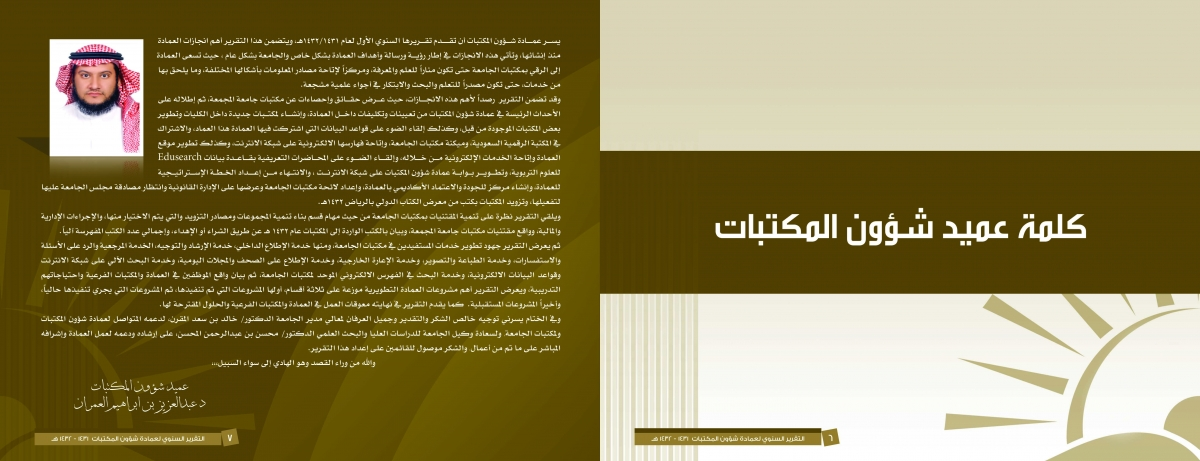 كلمة عميد شؤون المكتبات
٦
التقرير السنوي لعمادة شؤون المكتبات ١٤٣١ - ١٤٣٢ هـ
يسر عمادة شؤون المكتبات أن تقدم تقريرها السنوي الأول لعام ١٤٣٢/١٤٣١هـ، ويتضمن هذا التقرير أهم انجازات العمادة
منذ إنشائها، وتأتي هذه الانجازات في إطار رؤية ورسالة وأهداف العمادة بشكل خاص والجامعة بشكل عام ، حيث تسعى العمادة
إلى الرقي بمكتبات الجامعة حتى تكون مناراً للعلم والمعرفة، ومركزاً لإتاحة مصادر المعلومات بأشكالها المختلفة، وما يلحق بها
من خدمات، حتى تكون مصدراً للتعلم والبحث والابتكار في اجواء علمية مشجعة.
وقد تضمن التقرير رصداً لأهم هذه الانجازات، حيث عرض حقائق وإحصاءات عن مكتبات جامعة المجمعة، ثم إطلاله على
الأحداث الرئيسة في عمادة شؤون المكتبات من تعيينات وتكليفات داخل العمادة، وإنشاء مكتبات جديدة داخل الكليات وتطوير
بعض المكتبات الموجودة من قبل، وكذلك إلقاء الضوء على قواعد البيانات التي اشتركت فيها العمادة هذا العماد، والاشتراك
في المكتبة الرقمية السعودية، وميكنة مكتبات الجامعة، وإتاحة فهارسها الالكترونية على شبكة الانترنت، وكذلك تطوير موقع
العمادة وإتاحة الخدمات الإلكترونية من خلاله، وإلقاء الضوء على المحاضرات التعريفية بقاعدة بيانات Edusearch
للعلوم التربوية، وتطوير بوابة عمادة شؤون المكتبات على شبكة الانترنت ، والانتهاء من إعداد الخطة الإستراتيجية
للعمادة، وإنشاء مركز للجودة والاعتماد الأكاديمي بالعمادة، وإعداد لائحة مكتبات الجامعة وعرضها على الإدارة القانونية وانتظار مصادقة مجلس الجامعة عليها
لتفعيلها، وتزويد المكتبات بكتب من معرض الكتاب الدولي بالرياض ١٤٣٢هـ.
ويلقي التقرير نظرة على تنمية المقتنيات بمكتبات الجامعة من حيث مهام قسم بناء تنمية المجموعات ومصادر التزويد والتي يتم الاختيار منها، والإجراءات الإدارية
والمالية، وواقع مقتنيات مكتبات جامعة المجمعة، وبيان بالكتب الواردة إلى المكتبات عام ١٤٣٢ هـ عن طريق الشراء أو الإهداء، وإجمالي عدد الكتب المفهرسة آلياً.
ثم يعرض التقرير جهود تطوير خدمات المستفيدين في مكتبات الجامعة، ومنها خدمة الإطلاع الداخلي، خدمة الإرشاد والتوجيه، الخدمة المرجعية والرد على الأسئلة
والاستفسارات، وخدمة الطباعة والتصوير، وخدمة الإعارة الخارجية، وخدمة الإطلاع على الصحف والمجلات اليومية، وخدمة البحث الآلي على شبكة الانترنت
وقواعد البيانات الالكترونية، وخدمة البحث في الفهرس الالكتروني الموحد لمكتبات الجامعة، ثم بيان واقع الموظفين في العمادة والمكتبات الفرعية واحتياجاتهم
التدريبية، ويعرض التقرير أهم مشروعات العمادة التطويرية موزعة على ثلاثة أقسام، أولها المشروعات التي تم تنفيذها، ثم المشروعات التي يجري تنفيذها حالياً،
وأخيراً المشروعات المستقبلية. كما يقدم التقرير في نهايته معوقات العمل في العمادة والمكتبات الفرعية والحلول المقترحة لها.
وفي الختام يسرني توجيه خالص الشكر والتقدير وجميل العرفان لمعالي مدير الجامعة الدكتور/ خالد بن سعد المقرن، لدعمه المتواصل لعمادة شؤون المكتبات
ومكتبات الجامعة. ولسعادة وكيل الجامعة للدراسات العليا والبحث العلمي الدكتور/ محسن بن عبدالرحمن المحسن، على إرشاده ودعمه لعمل العمادة وإشرافه
المباشر على ما تم من أعمال. والشكر موصول للقائمين على إعداد هذا التقرير.
والله من وراء القصد وهو الهادي إلى سواء السبيل،،،
عميد شؤون المكتبات
د عبدالعزيز بن ابراهيم العمران
٧
التقرير السنوي لعمادة شؤون المكتبات ١٤٣١ - ١٤٣٢ هـ